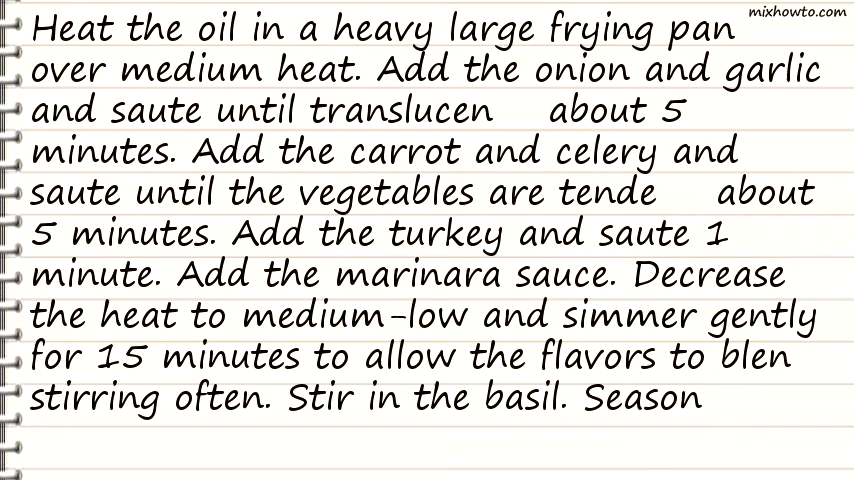 mixhowto.com
Heat the oil in a heavy large frying pan
over medium heat. Add the onion and garlic
and saute until translucen about 5
minutes. Add the carrot and celery and
saute until the vegetables are tende about
5 minutes. Add the turkey and saute 1
minute. Add the marinara sauce. Decrease
the heat to medium-low and simmer gently
for 15 minutes to allow the flavors to blen
stirring often. Stir in the basil. Season